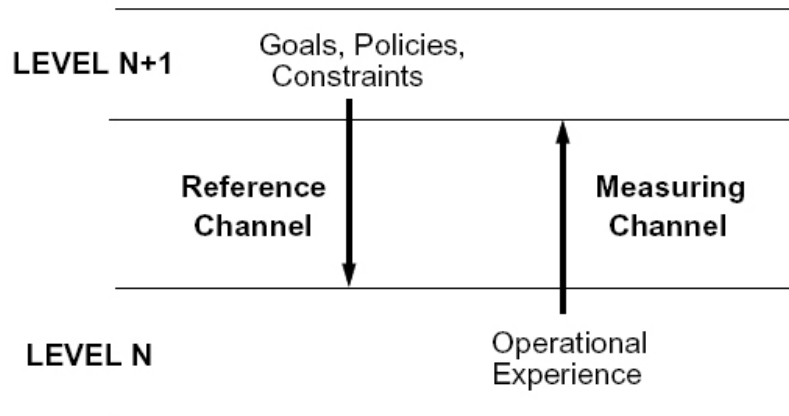 LEVEL N+1
Goals, Policies,
Constraints
Reference
Channel
Measuring
Channel
LEVEL N
Operational
Experience